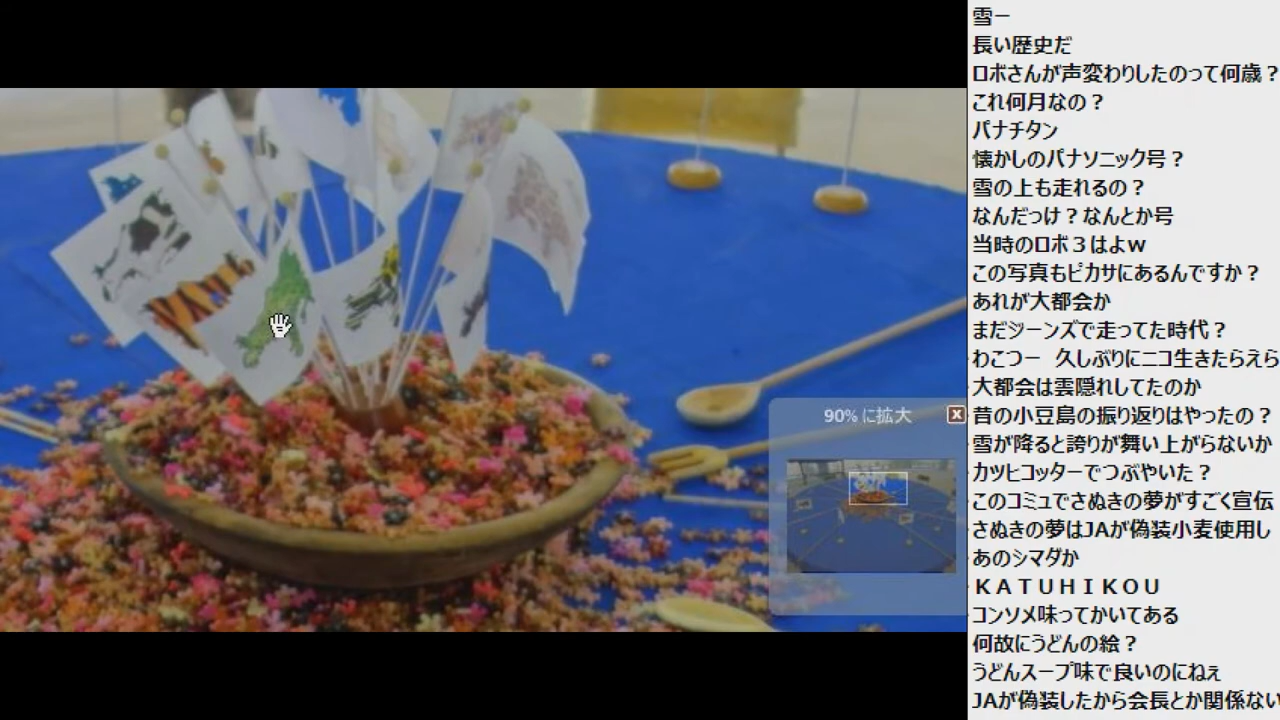 雪ー
長い歴史だ
ロボさんが声変わりしたのって何歳？
これ何月なの？
パナチタン
懐かしのパナソニック号？
雪の上も走れるの？
なんだっけ？なんとか号
当時のロボ３はよｗ
この写真もピカサにあるんですか？
あれが大都会か
まだジーンズで走ってた時代？
わこつー　久しぶりにニコ生きたらえら
大都会は雲隠れしてたのか
90% に拡大
昔の小豆島の振り返りはやったの？
雪が降ると誇りが舞い上がらないか
カツヒコッターでつぶやいた？
このコミュでさぬきの夢がすごく宣伝
さぬきの夢はJAが偽装小麦使用し
あのシマダか
ＫＡＴＵＨＩＫＯＵ
コンソメ味ってかいてある
何故にうどんの絵？
うどんスープ味で良いのにねぇ
JAが偽装したから会長とか関係ない